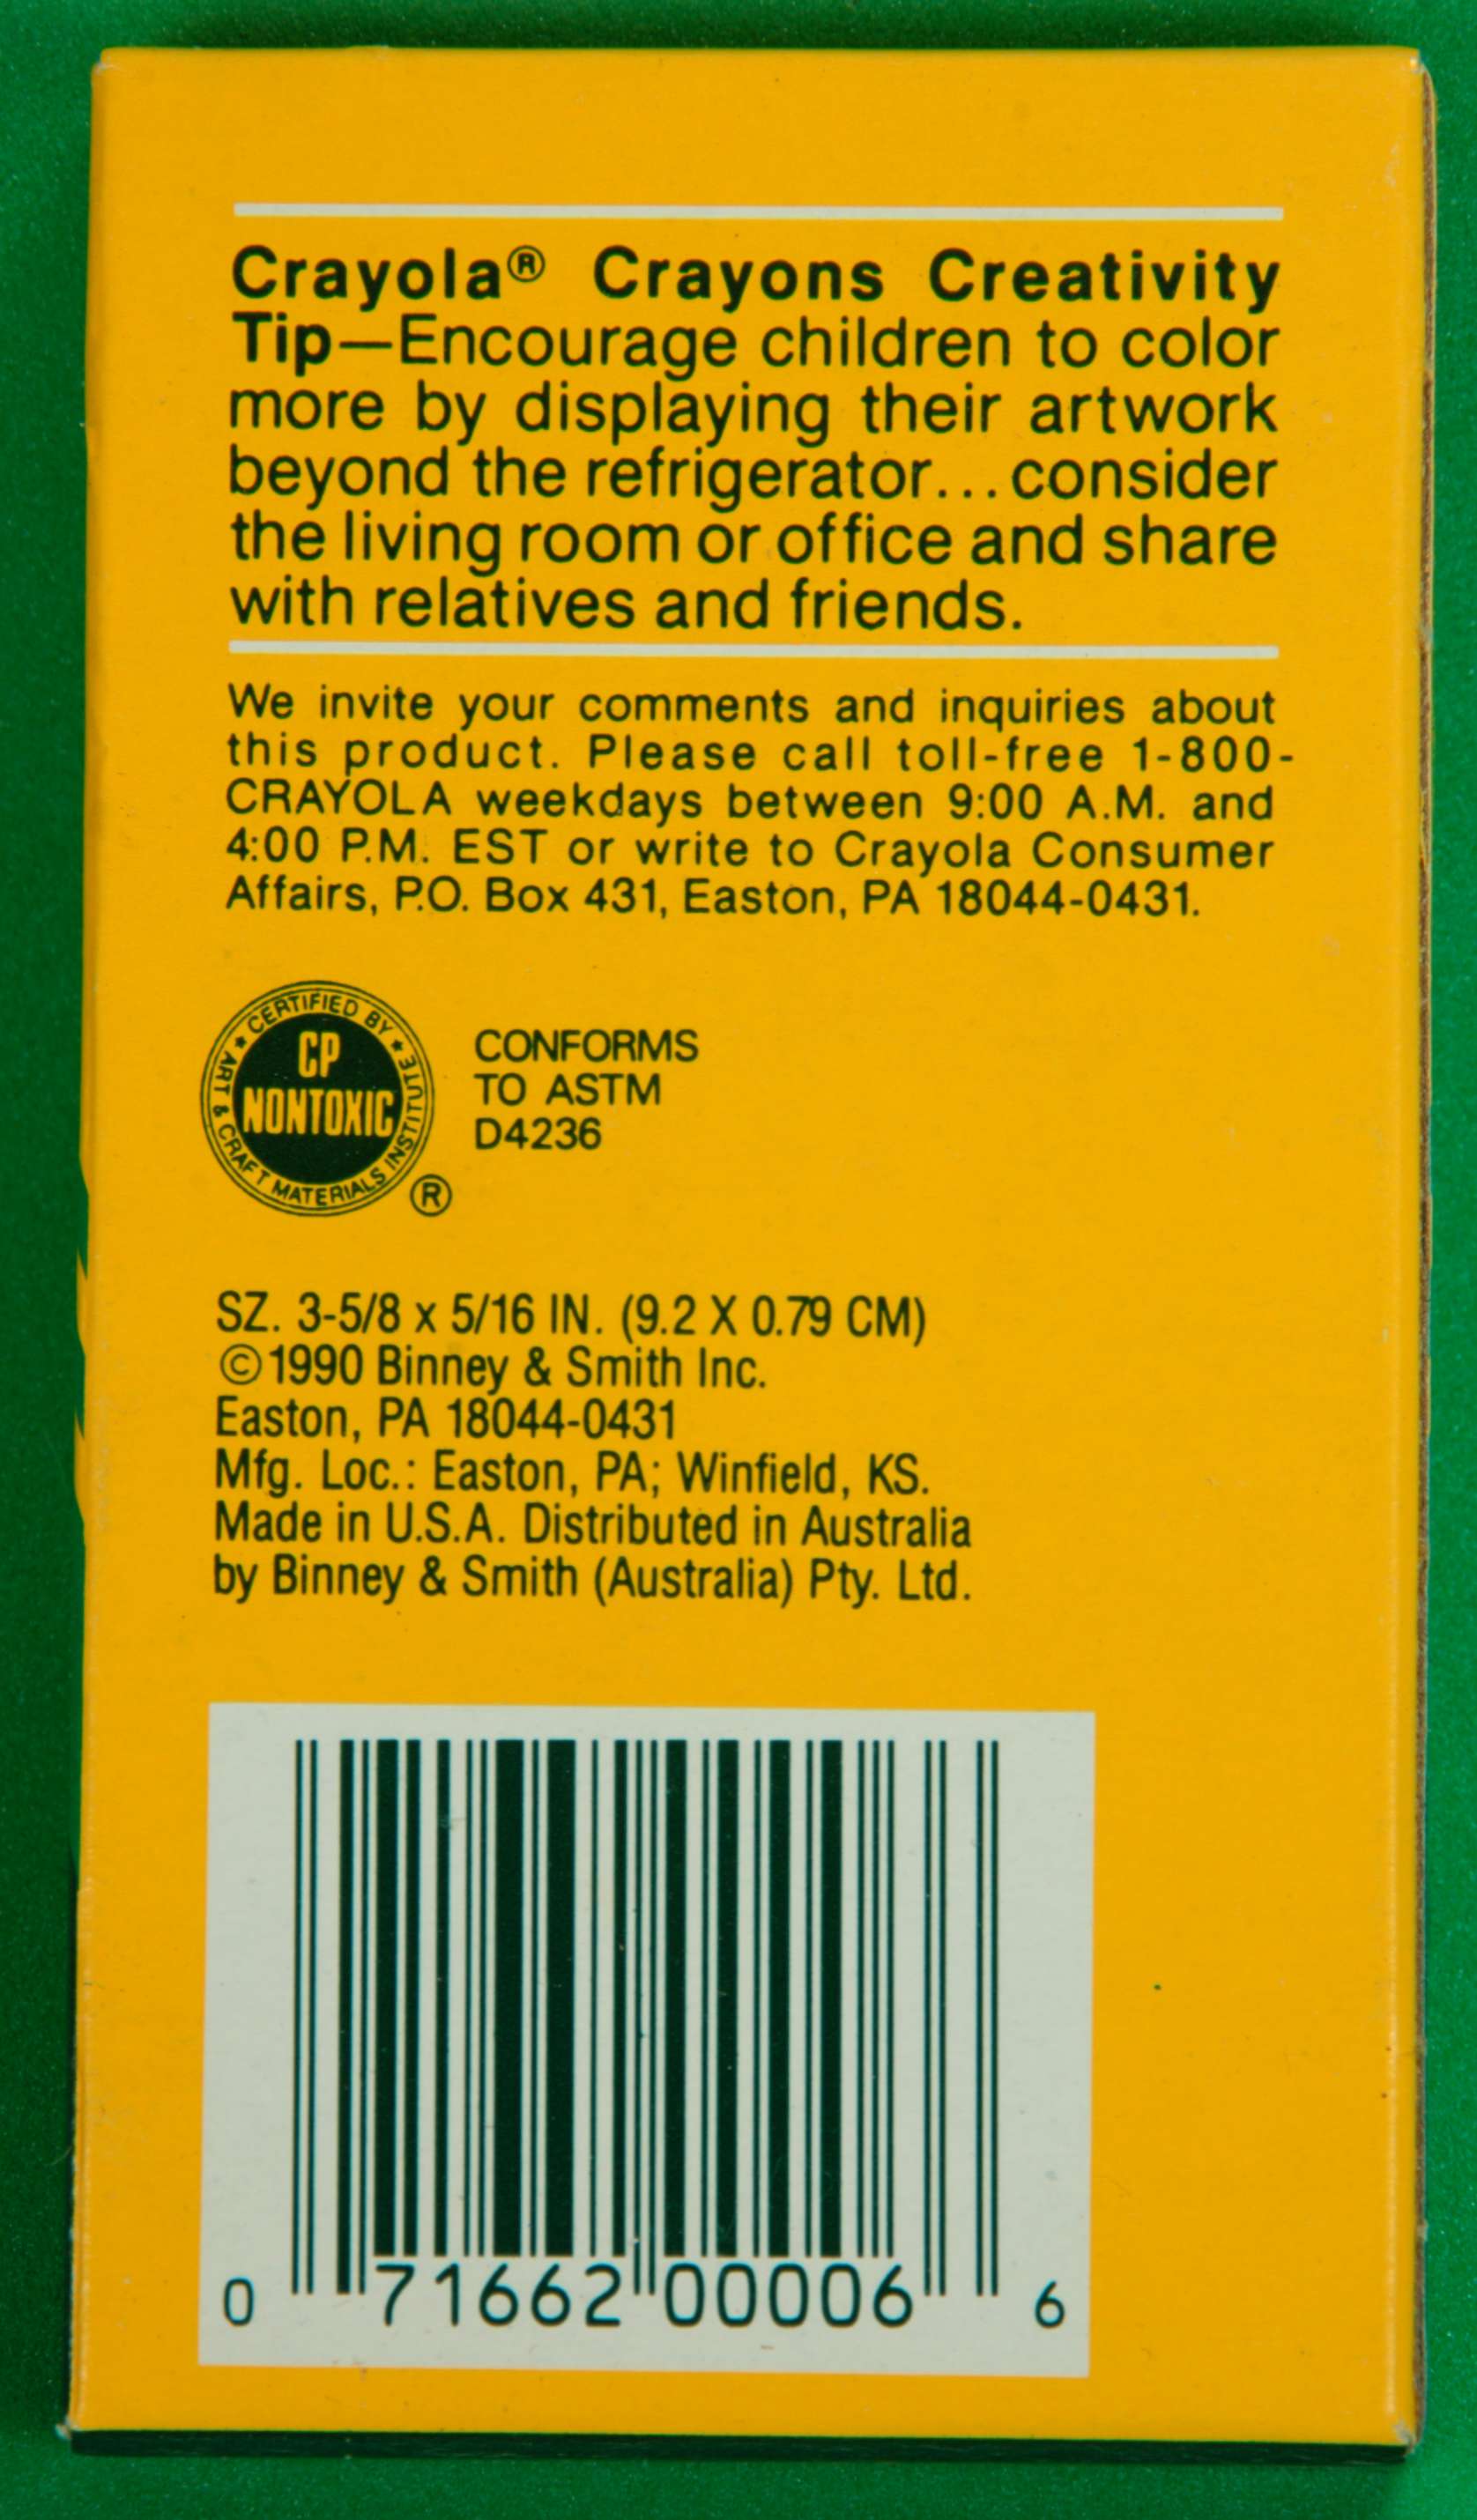 Crayola® Crayons Creativity
Tip—Encourage children to color
more by displaying their artwork
beyond the refrigerator...consider
the living room or office and share
with relatives and friends.
We invite your comments and inquiries about
this product. Please call toll-free 1-800-
CRAYOLA weekdays between 9:00 A.M. and
4:00 P.M. EST or write to Crayola Consumer
Affairs, P.O. Box 431, Easton, PA 18044-0431.
★ CERTIFIED BY ★
ART & CRAFT MATERIALS INSTITUTE
CP
NONTOXIC
®
CONFORMS
TO ASTM
D4236
SZ. 3-5/8 x 5/16 IN. (9.2 X 0.79 CM)
©1990 Binney & Smith Inc.
Easton, PA 18044-0431
Mfg. Loc.: Easton, PA; Winfield, KS.
Made in U.S.A. Distributed in Australia
by Binney & Smith (Australia) Pty. Ltd.
0 71662 00006 6